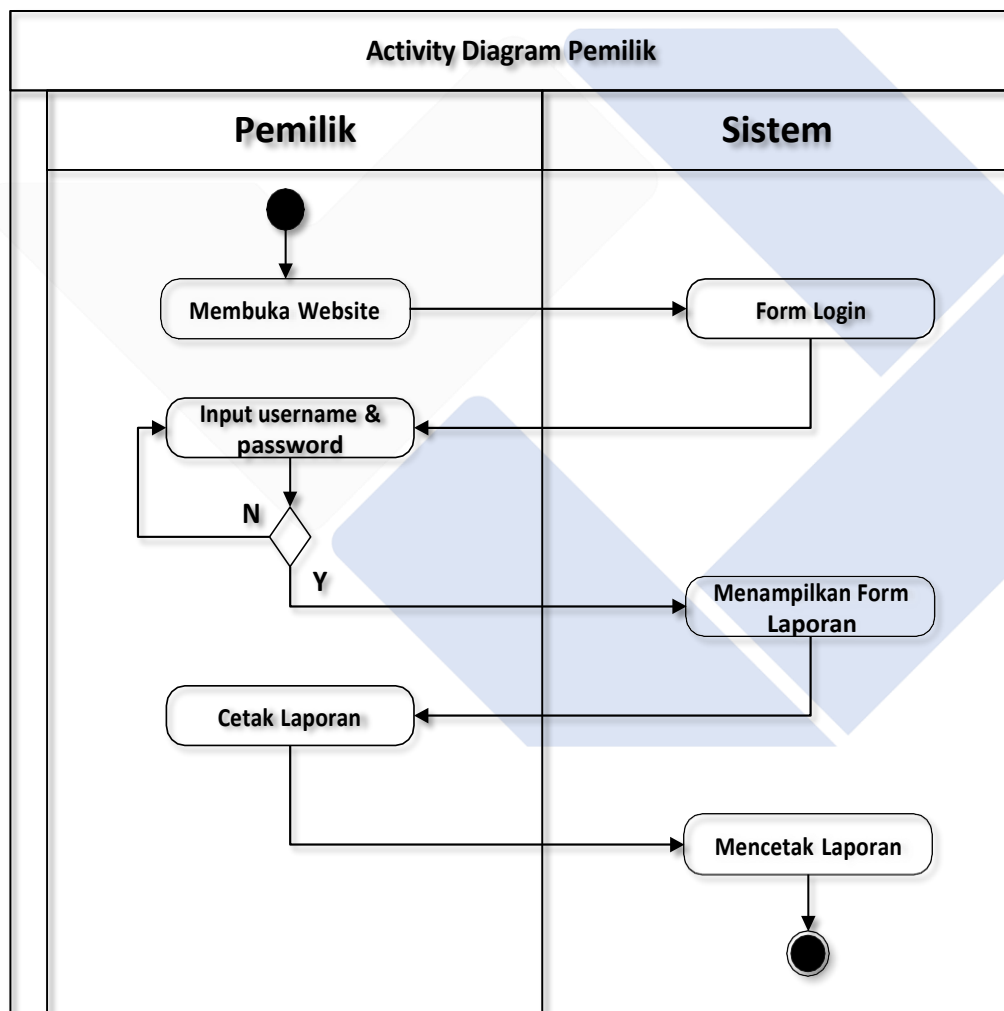 Activity Diagram Pemilik
Pemilik
Sistem
Membuka Website
Form Login
Input username &
password
N
Y
Menampilkan Form
Laporan
Cetak Laporan
Mencetak Laporan